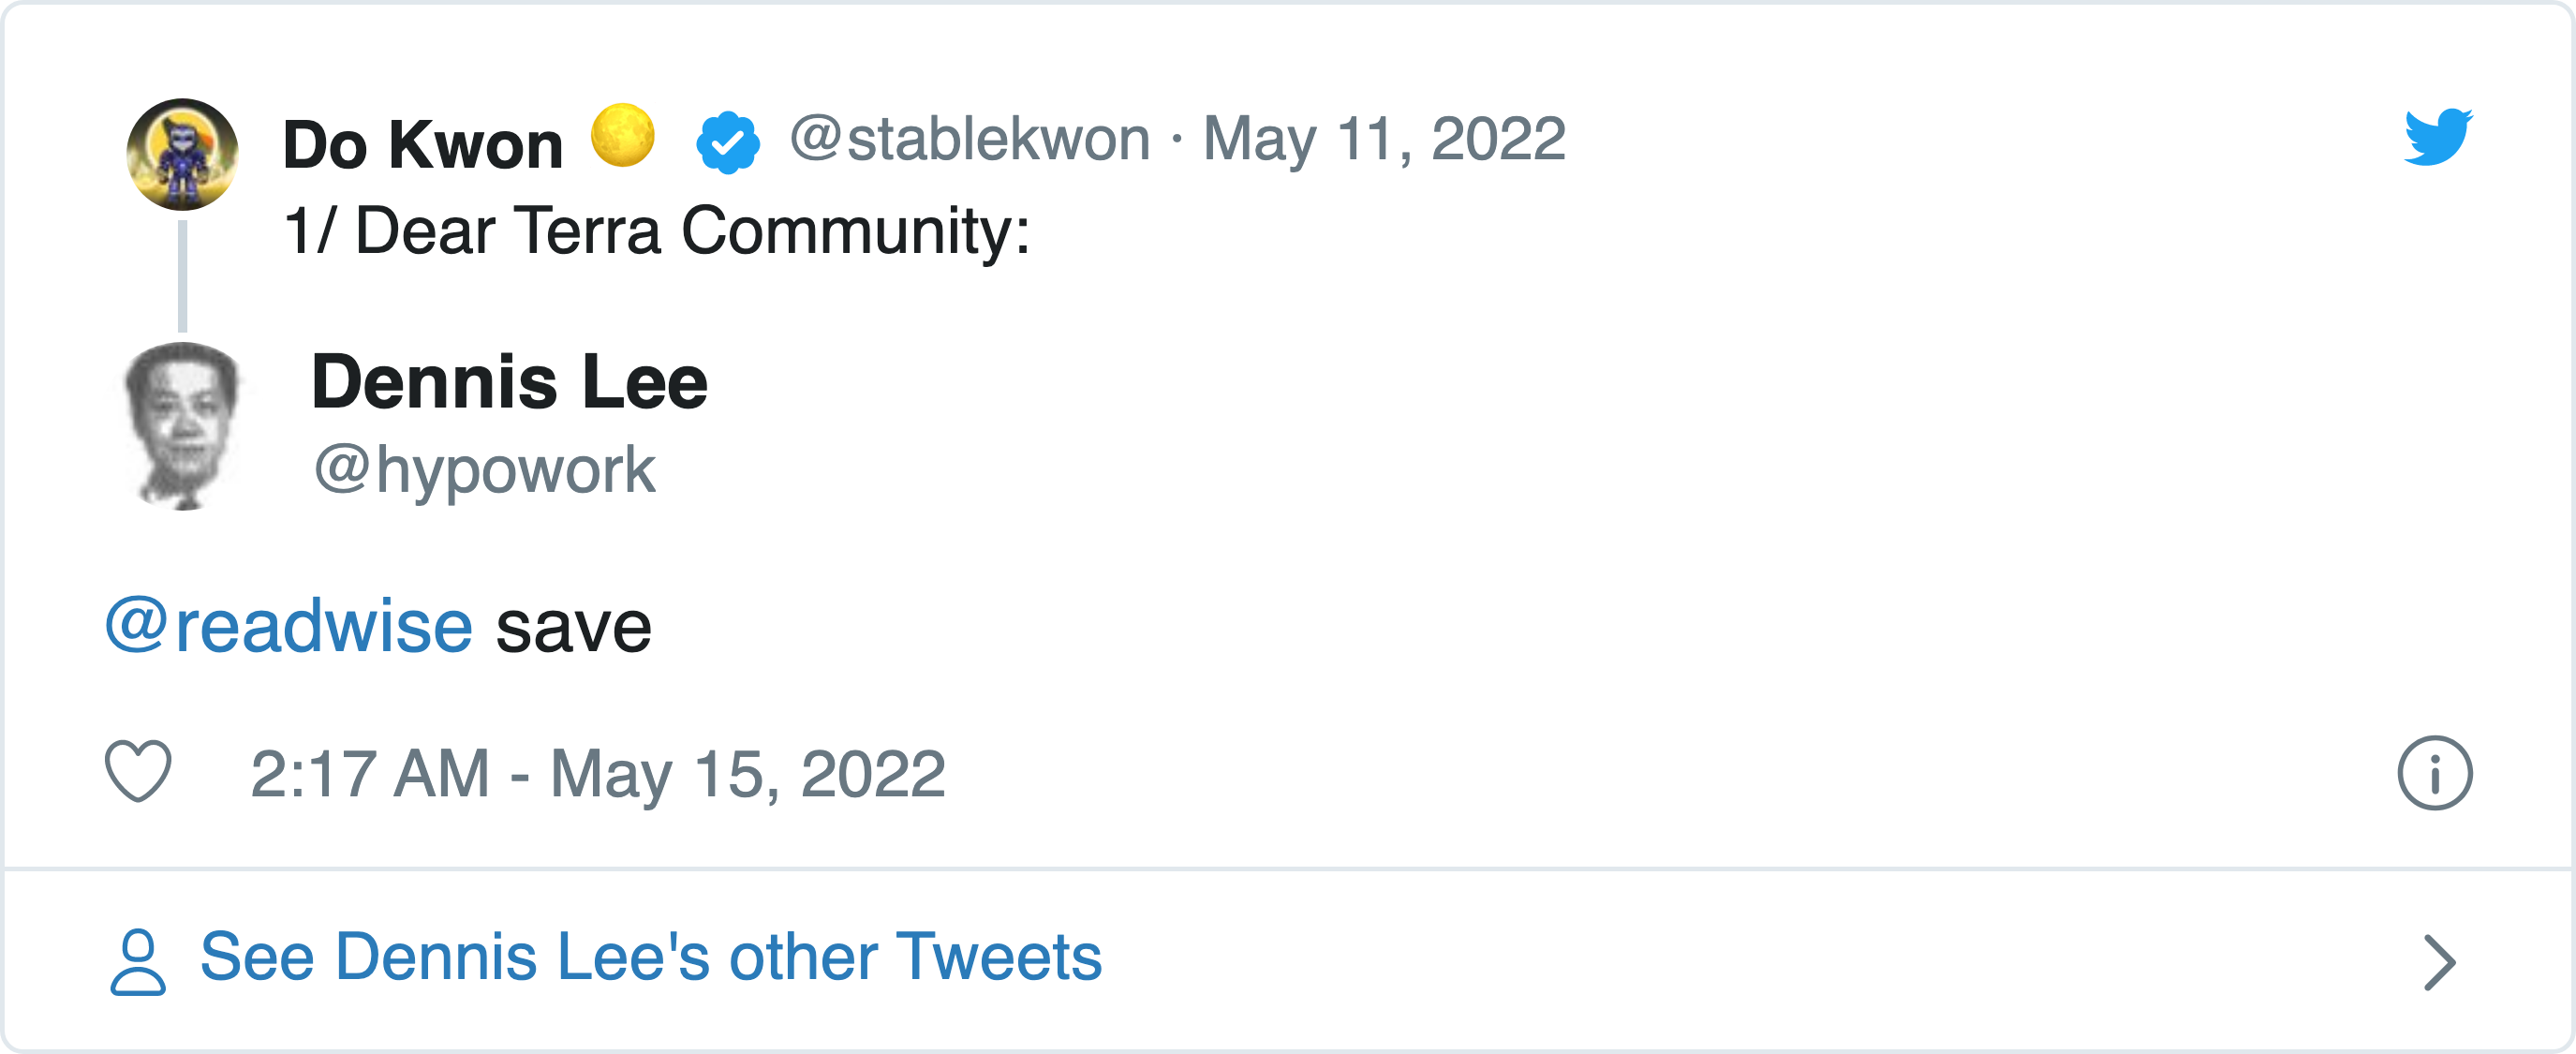 Do Kwon 🌕 @stablekwon · May 11, 2022
1/ Dear Terra Community:
Dennis Lee
@hypowork
@readwise save
2:17 AM - May 15, 2022
See Dennis Lee's other Tweets